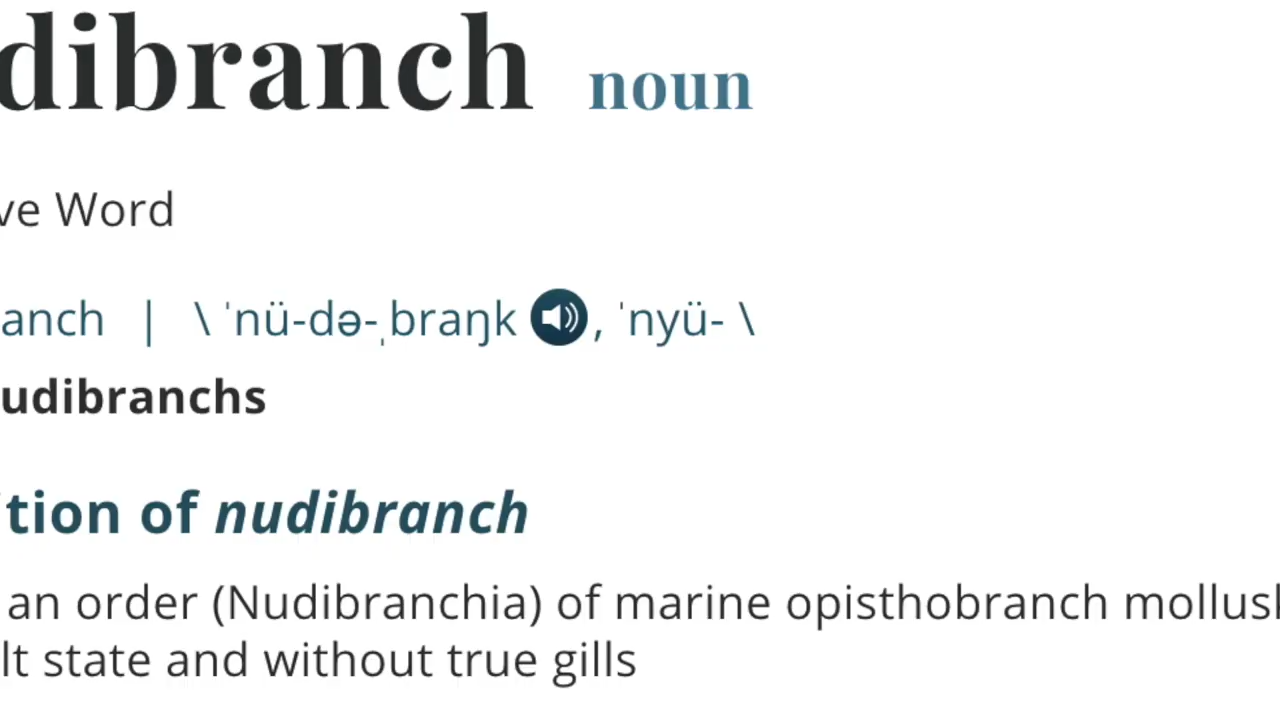 dibranch noun
ve Word
anch | \ ˈnü-də-ˌbraŋk , ˈnyü- \
udibranchs
tion of nudibranch
an order (Nudibranchia) of marine opisthobranch mollusk
lt state and without true gills